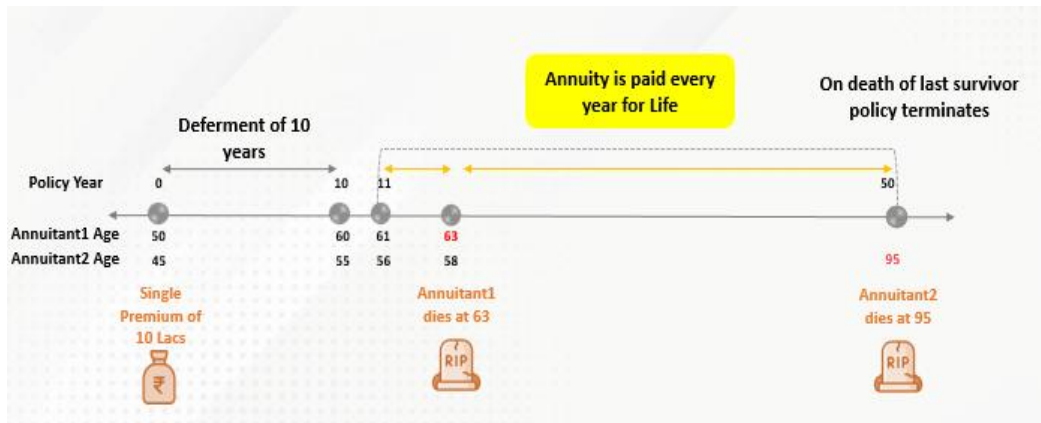 Annuity is paid every
year for Life
On death of last survivor
policy terminates
Deferment of 10
years
Policy Year 0 10 11 50
Annuitant1 Age 50 60 61 63
Annuitant2 Age 45 55 56 58 95
Single
Premium of
10 Lacs
₹
Annuitant1
dies at 63
RIP
Annuitant2
dies at 95
RIP